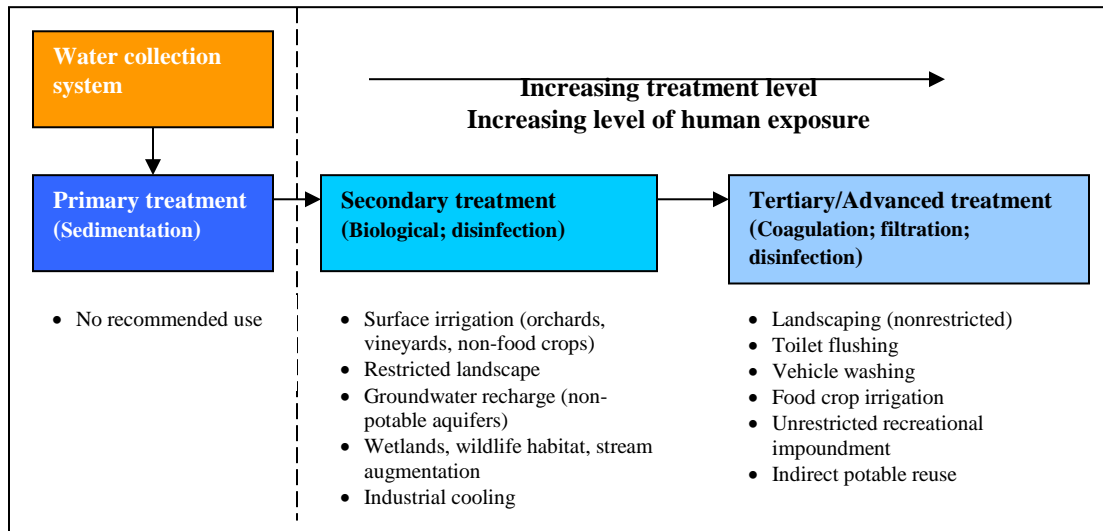 Water collection
system
Increasing treatment level
Increasing level of human exposure
Primary treatment
(Sedimentation)
Secondary treatment
(Biological; disinfection)
Tertiary/Advanced treatment
(Coagulation; filtration;
disinfection)
• No recommended use
• Surface irrigation (orchards,
vineyards, non-food crops)
• Restricted landscape
• Groundwater recharge (non-
potable aquifers)
• Wetlands, wildlife habitat, stream
augmentation
• Industrial cooling
• Landscaping (nonrestricted)
• Toilet flushing
• Vehicle washing
• Food crop irrigation
• Unrestricted recreational
impoundment
• Indirect potable reuse